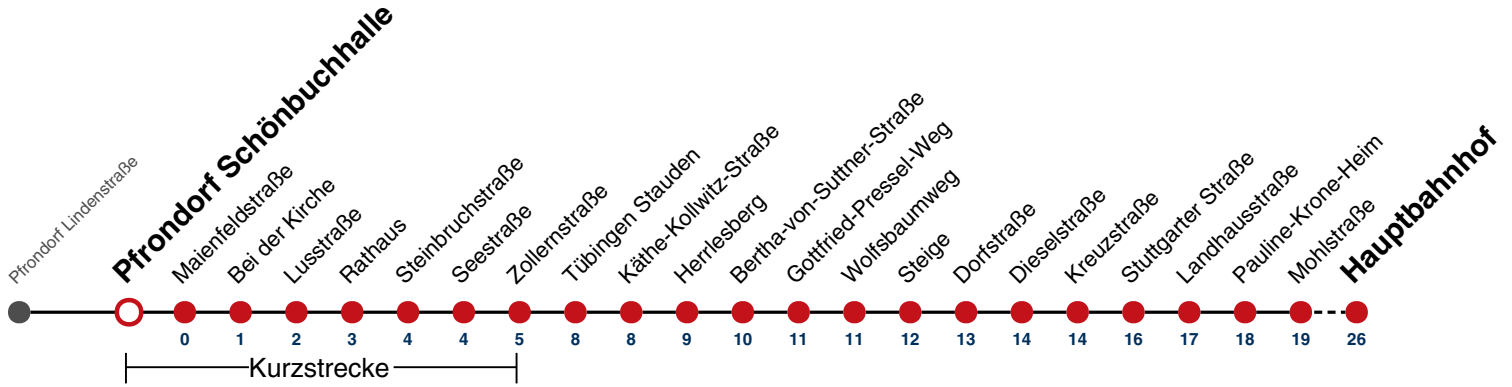 Pfrondorf Lindenstraße
Pfrondorf Schönbuchhalle
Maienfeldstraße
Bei der Kirche
Lusstraße
Rathaus
Steinbruchstraße
Seestraße
Zollernstraße
Tübingen Stauden
Käthe-Kollwitz-Straße
Herrlesberg
Bertha-von-Suttner-Straße
Gottfried-Pressel-Weg
Wolfsbaumweg
Steige
Dorfstraße
Dieselstraße
Kreuzstraße
Stuttgarter Straße
Landhausstraße
Pauline-Krone-Heim
Mohlstraße
Hauptbahnhof
0 1 2 3 4 4 5 8 8 9 10 11 11 12 13 14 14 16 17 18 19 26
Kurzstrecke